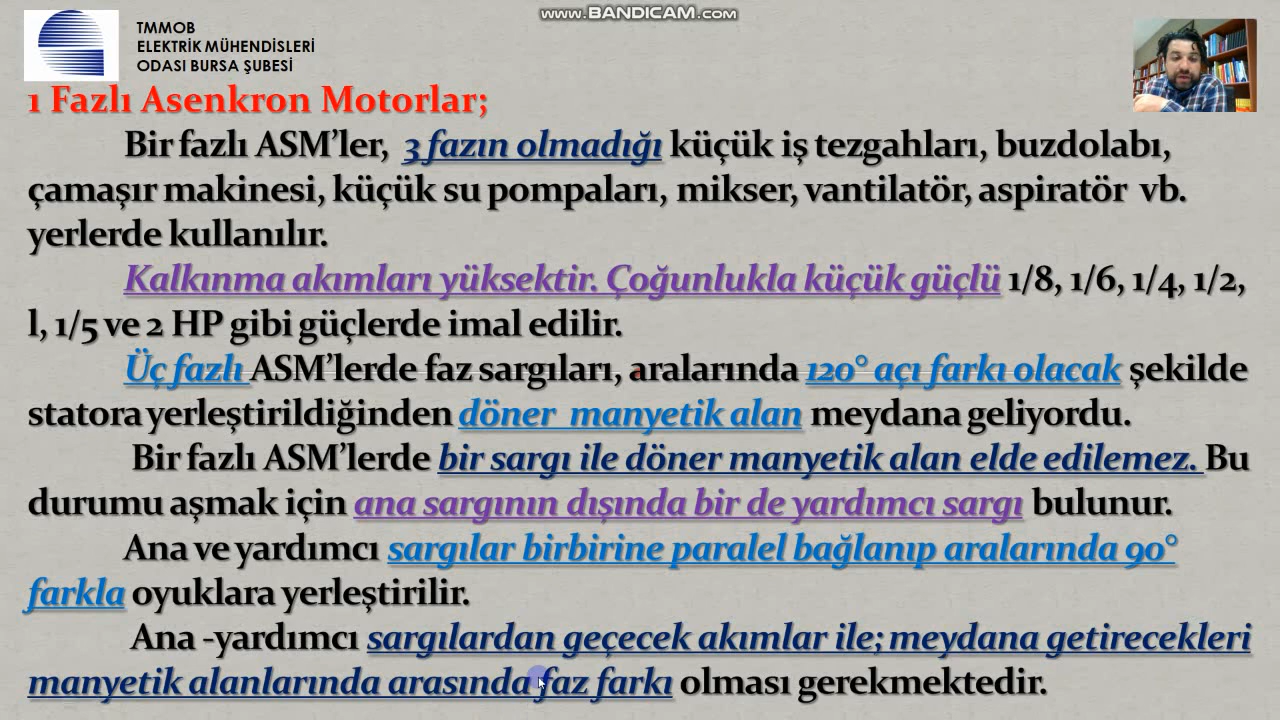 www.BANDICAM.com
TMMOB
ELEKTRİK MÜHENDİSLERİ
ODASI BURSA ŞUBESİ
1 Fazlı Asenkron Motorlar;
Bir fazlı ASM’ler, 3 fazın olmadığı küçük iş tezgahları, buzdolabı,
çamaşır makinesi, küçük su pompaları, mikser, vantilatör, aspiratör vb.
yerlerde kullanılır.
Kalkınma akımları yüksektir. Çoğunlukla küçük güçlü 1/8, 1/6, 1/4, 1/2,
l, 1/5 ve 2 HP gibi güçlerde imal edilir.
Üç fazlı ASM’lerde faz sargıları, aralarında 120° açı farkı olacak şekilde
statora yerleştirildiğinden döner manyetik alan meydana geliyordu.
Bir fazlı ASM’lerde bir sargı ile döner manyetik alan elde edilemez. Bu
durumu aşmak için ana sargının dışında bir de yardımcı sargı bulunur.
Ana ve yardımcı sargılar birbirine paralel bağlanıp aralarında 90°
farkla oyuklara yerleştirilir.
Ana -yardımcı sargılardan geçecek akımlar ile; meydana getirecekleri
manyetik alanlarında arasında faz farkı olması gerekmektedir.